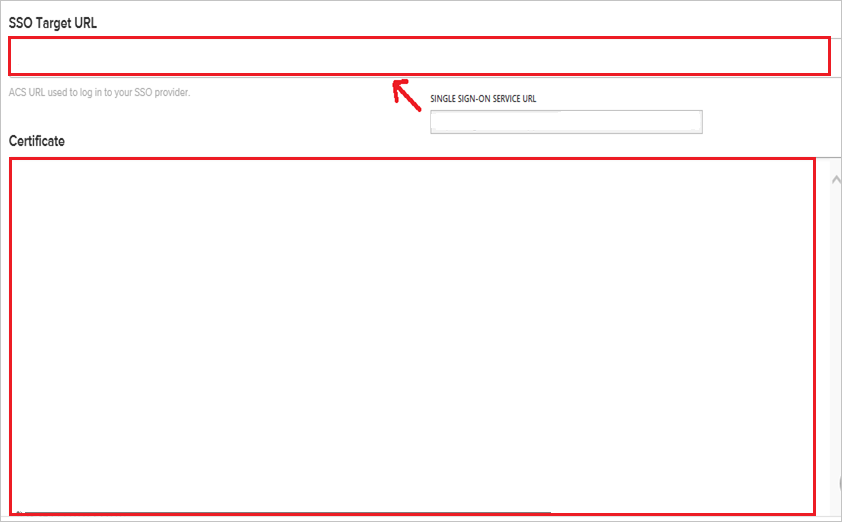 SSO Target URL
ACS URL used to log in to your SSO provider.
SINGLE SIGN-ON SERVICE URL
Certificate